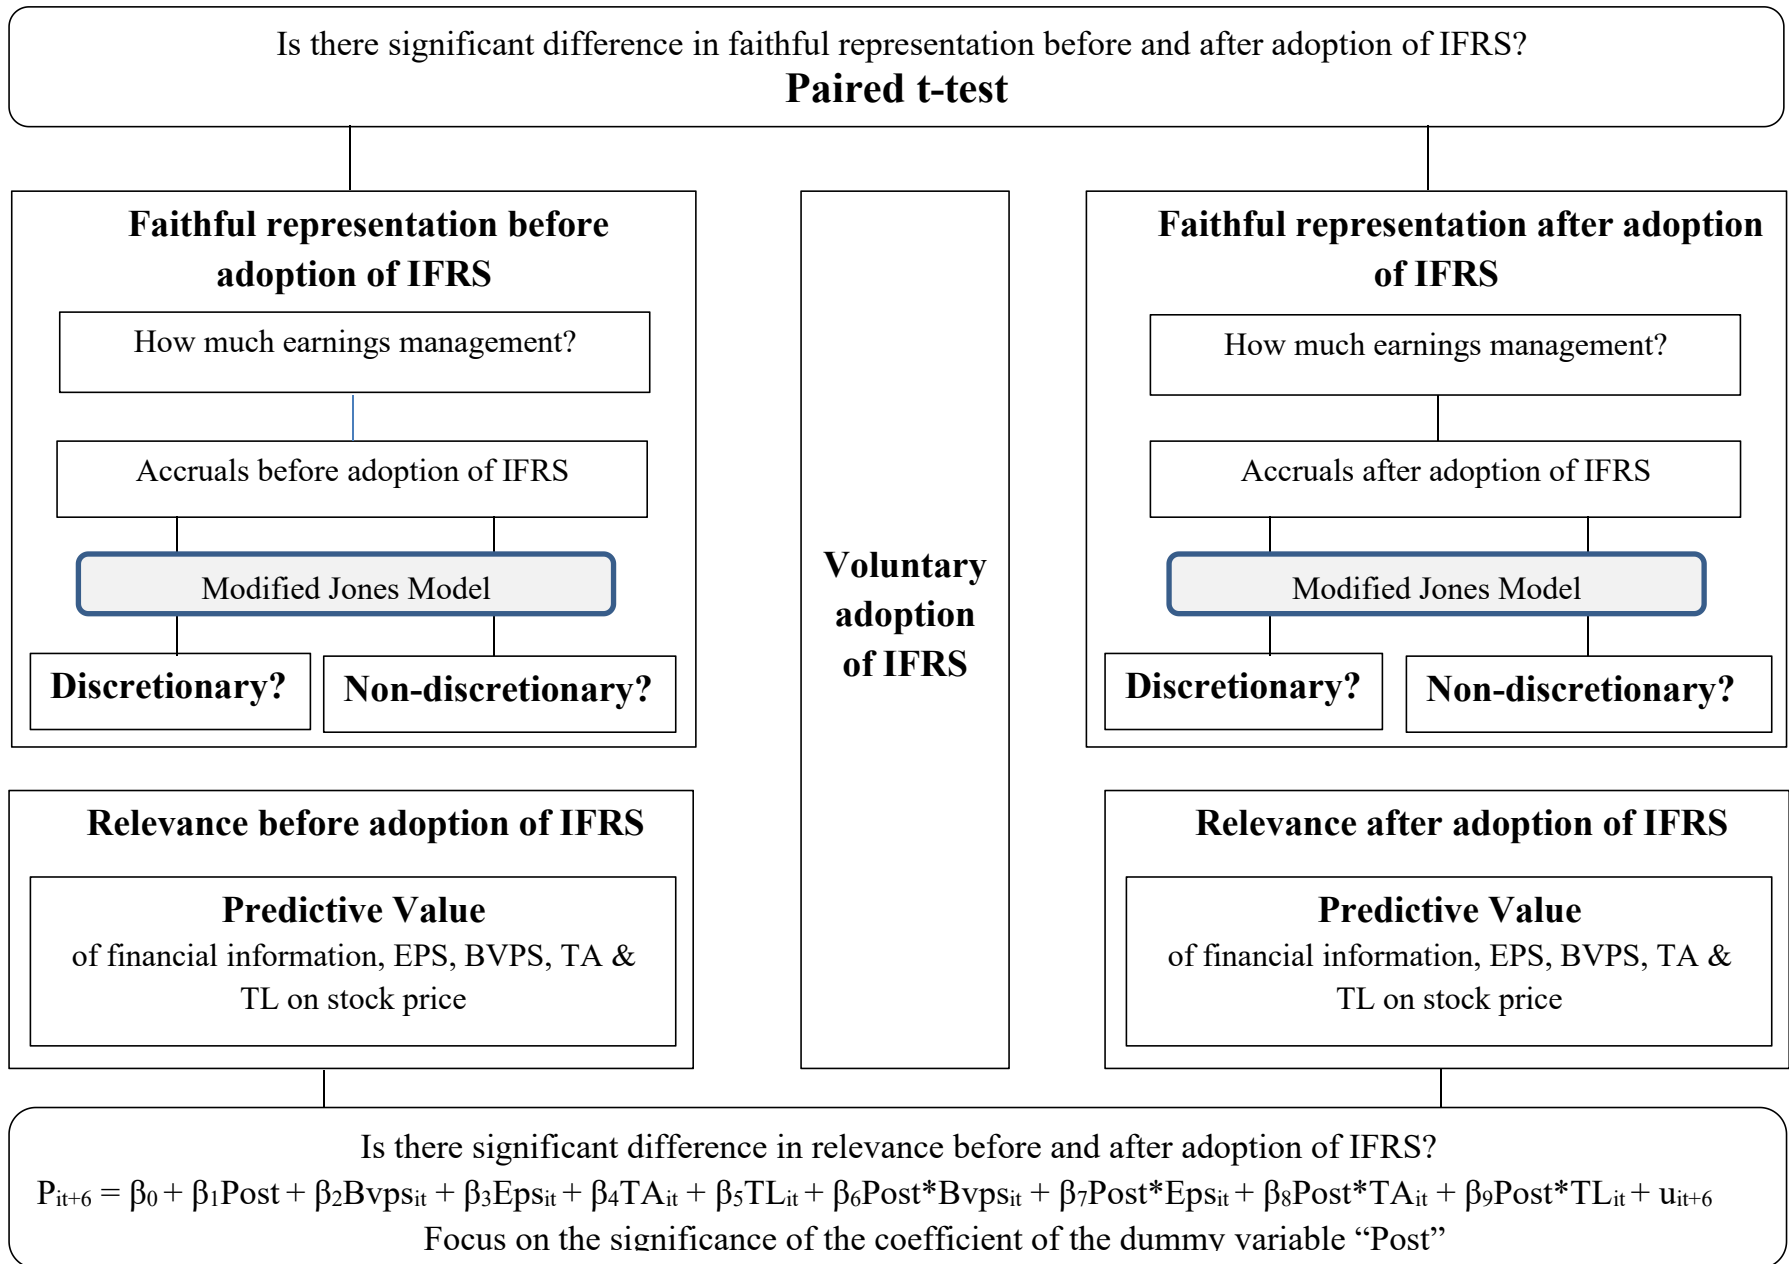 Is there significant difference in faithful representation before and after adoption of IFRS?
Paired t-test
Faithful representation before
adoption of IFRS
How much earnings management?
Accruals before adoption of IFRS
Modified Jones Model
Discretionary?
Non-discretionary?
Voluntary
adoption
of IFRS
Faithful representation after adoption
of IFRS
How much earnings management?
Accruals after adoption of IFRS
Modified Jones Model
Discretionary?
Non-discretionary?
Relevance before adoption of IFRS
Predictive Value
of financial information, EPS, BVPS, TA &
TL on stock price
Relevance after adoption of IFRS
Predictive Value
of financial information, EPS, BVPS, TA &
TL on stock price
Is there significant difference in relevance before and after adoption of IFRS?
Pit+6 = β0 + β1Post + β2Bvpsit + β3Epsit + β4TAit + β5TLit + β6Post*Bvpsit + β7Post*Epsit + β8Post*TAit + β9Post*TLit + uit+6
Focus on the significance of the coefficient of the dummy variable “Post”